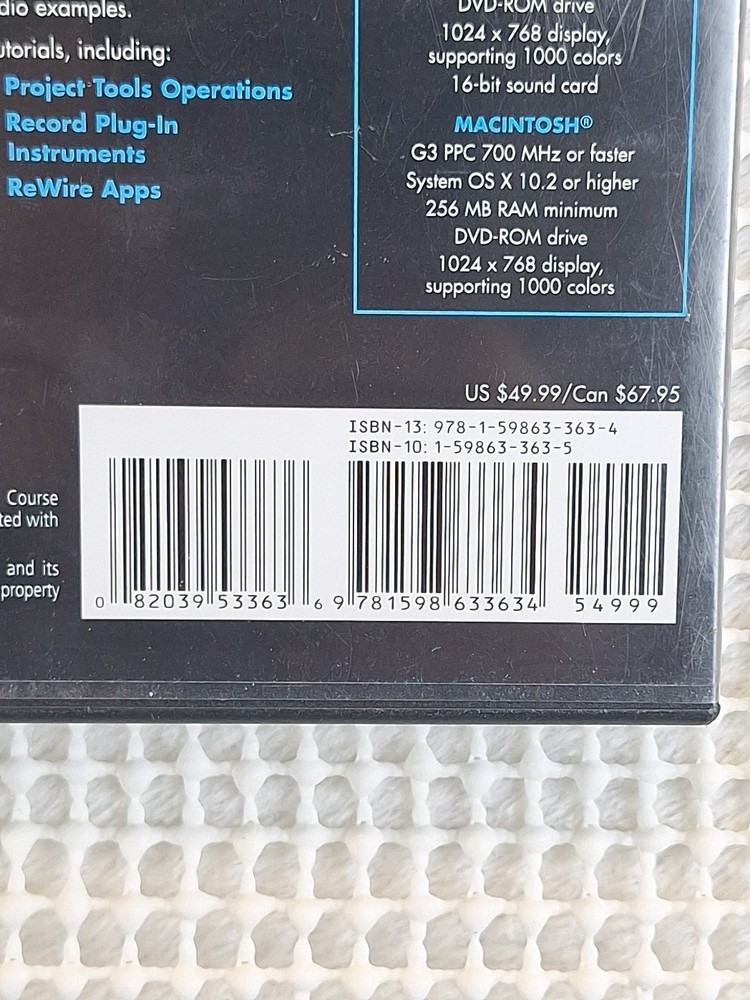 dio examples.
utorials, including:
Project Tools Operations
Record Plug-In
Instruments
ReWire Apps
DVD-ROM drive
1024 x 768 display,
supporting 1000 colors
16-bit sound card
MACINTOSH®
G3 PPC 700 MHz or faster
System OS X 10.2 or higher
256 MB RAM minimum
DVD-ROM drive
1024 x 768 display,
supporting 1000 colors
US $49.99/Can $67.95
ISBN-13: 978-1-59863-363-4
ISBN-10: 1-59863-363-5
Course
ted with
and its
property
0 82039 53363 6
9 781598 633634
54999